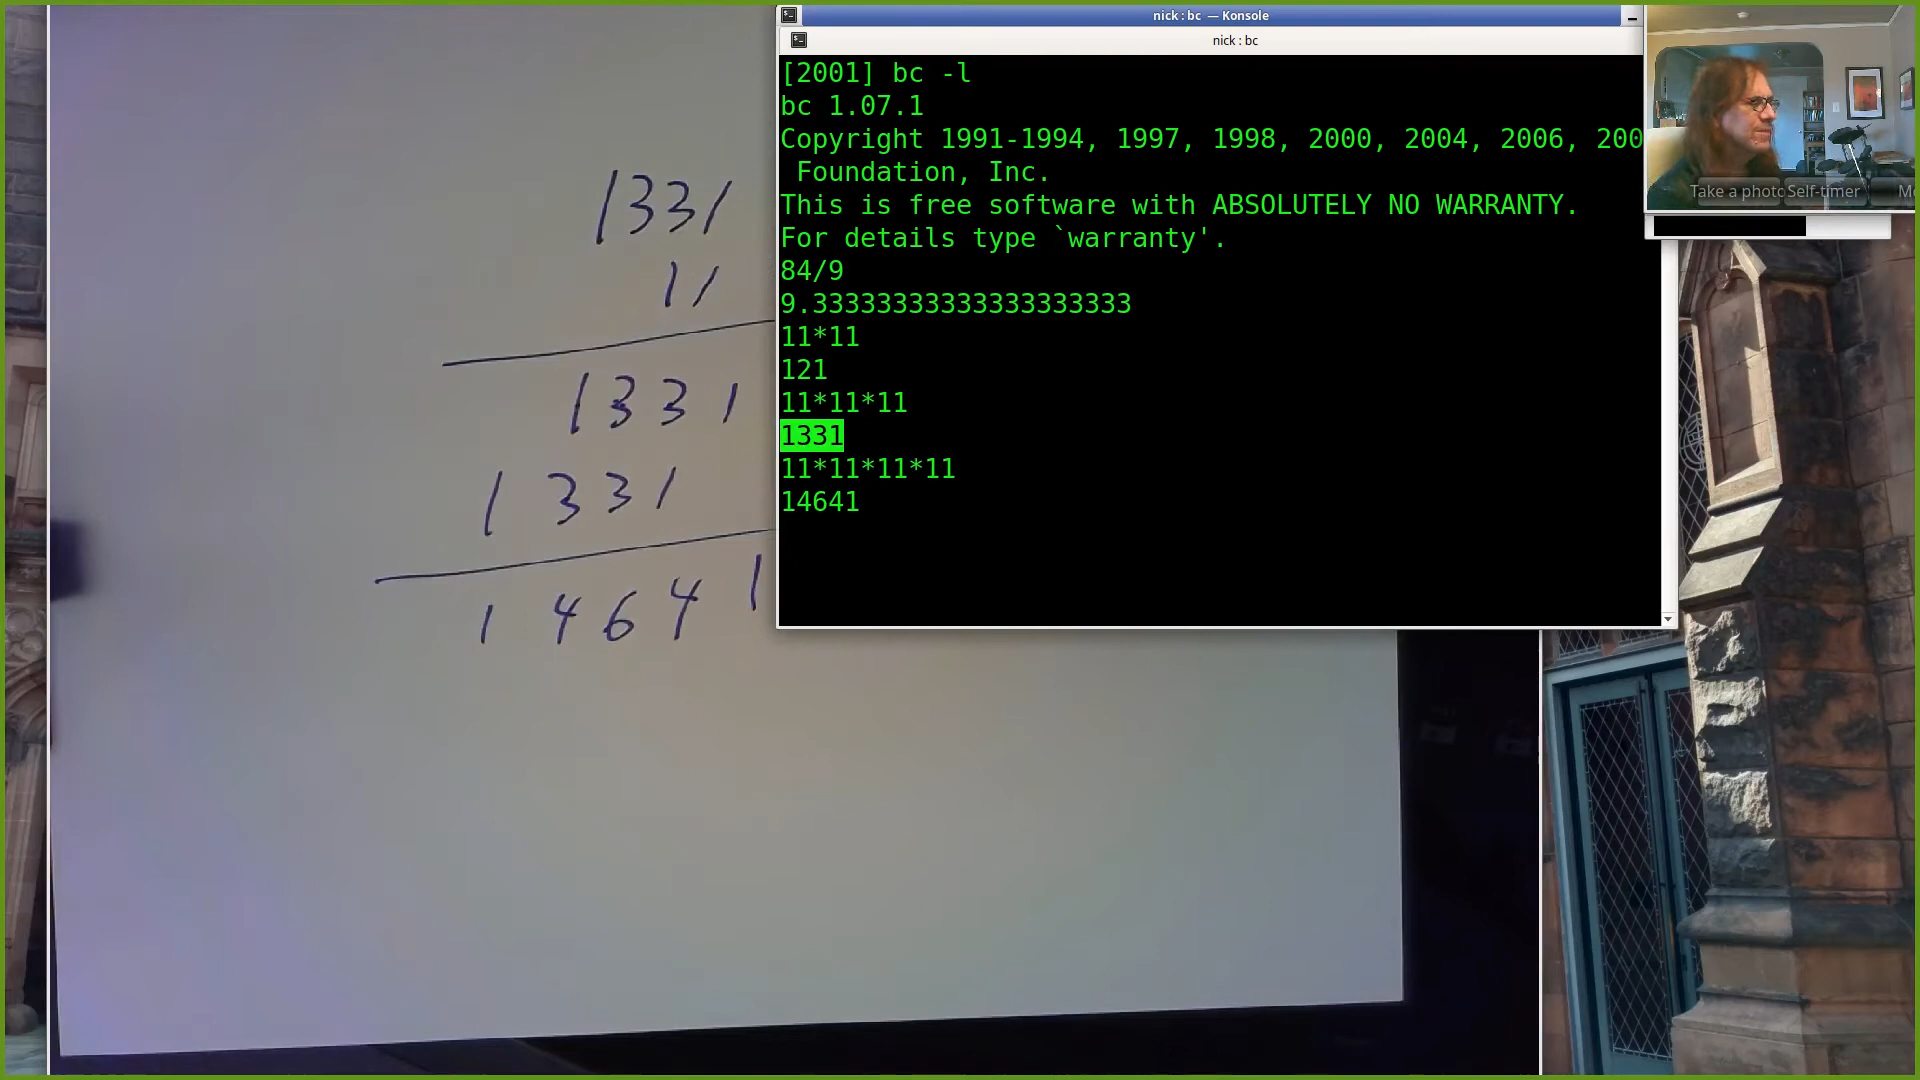 1331
11
1331
1331
14641
nick : bc — Konsole
nick : bc
[2001] bc -l
bc 1.07.1
Copyright 1991-1994, 1997, 1998, 2000, 2004, 2006, 200
Foundation, Inc.
This is free software with ABSOLUTELY NO WARRANTY.
For details type `warranty'.
84/9
9.33333333333333333333
11*11
121
11*11*11
1331
11*11*11*11
14641
Take a photo Self-timer